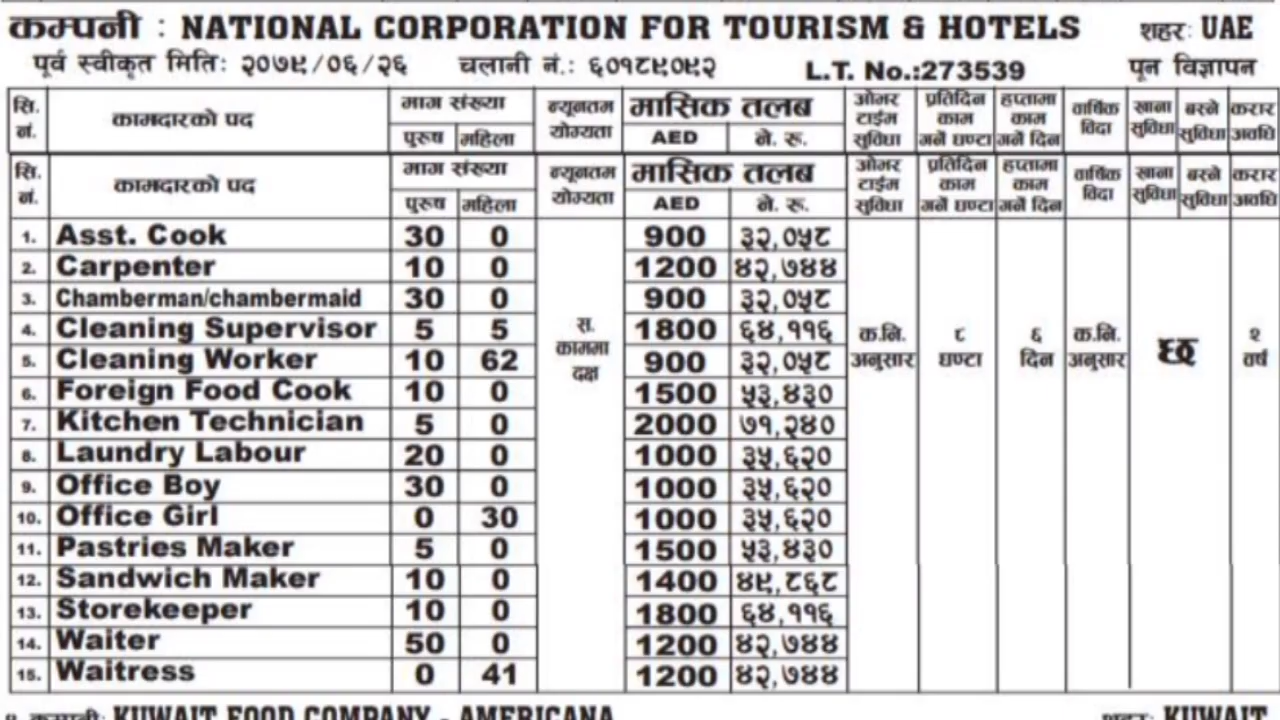 कम्पनी : NATIONAL CORPORATION FOR TOURISM & HOTELS शहर: UAE
पूर्व स्वीकृत मिति: २०७९/०६/२६ चलानी नं.: ६०१८९०९२ L.T. No.:273539 पून विज्ञापन
सि. नं. कामदारको पद माग संख्या पुरुष महिला न्यूनतम योग्यता मासिक तलब AED ने. रू. ओभर टाईम सुविधा प्रतिदिन काम गर्ने घण्टा हप्तामा काम गर्ने दिन वार्षिक विदा खाना सुविधा बस्ने सुविधा करार अवधि
सि. नं. कामदारको पद माग संख्या पुरुष महिला न्यूनतम योग्यता मासिक तलब AED ने. रू. ओभर टाईम सुविधा प्रतिदिन काम गर्ने घण्टा हप्तामा काम गर्ने दिन वार्षिक विदा खाना सुविधा बस्ने सुविधा करार अवधि
1. Asst. Cook 30 0 900 ३२,०५८
2. Carpenter 10 0 1200 ४२,७४४
3. Chamberman/chambermaid 30 0 900 ३२,०५८
4. Cleaning Supervisor 5 5 स. काममा दक्ष 1800 ६४,११६ क.नि. अनुसार ८ घण्टा ६ दिन क.नि. अनुसार छ २ वर्ष
5. Cleaning Worker 10 62 900 ३२,०५८
6. Foreign Food Cook 10 0 1500 ५३,४३०
7. Kitchen Technician 5 0 2000 ७१,२४०
8. Laundry Labour 20 0 1000 ३५,६२०
9. Office Boy 30 0 1000 ३५,६२०
10. Office Girl 0 30 1000 ३५,६२०
11. Pastries Maker 5 0 1500 ५३,४३०
12. Sandwich Maker 10 0 1400 ४९,८६८
13. Storekeeper 10 0 1800 ६४,११६
14. Waiter 50 0 1200 ४२,७४४
15. Waitress 0 41 1200 ४२,७४४
कम्पनी: KUWAIT FOOD COMPANY - AMERICANA शहर: KUWAIT